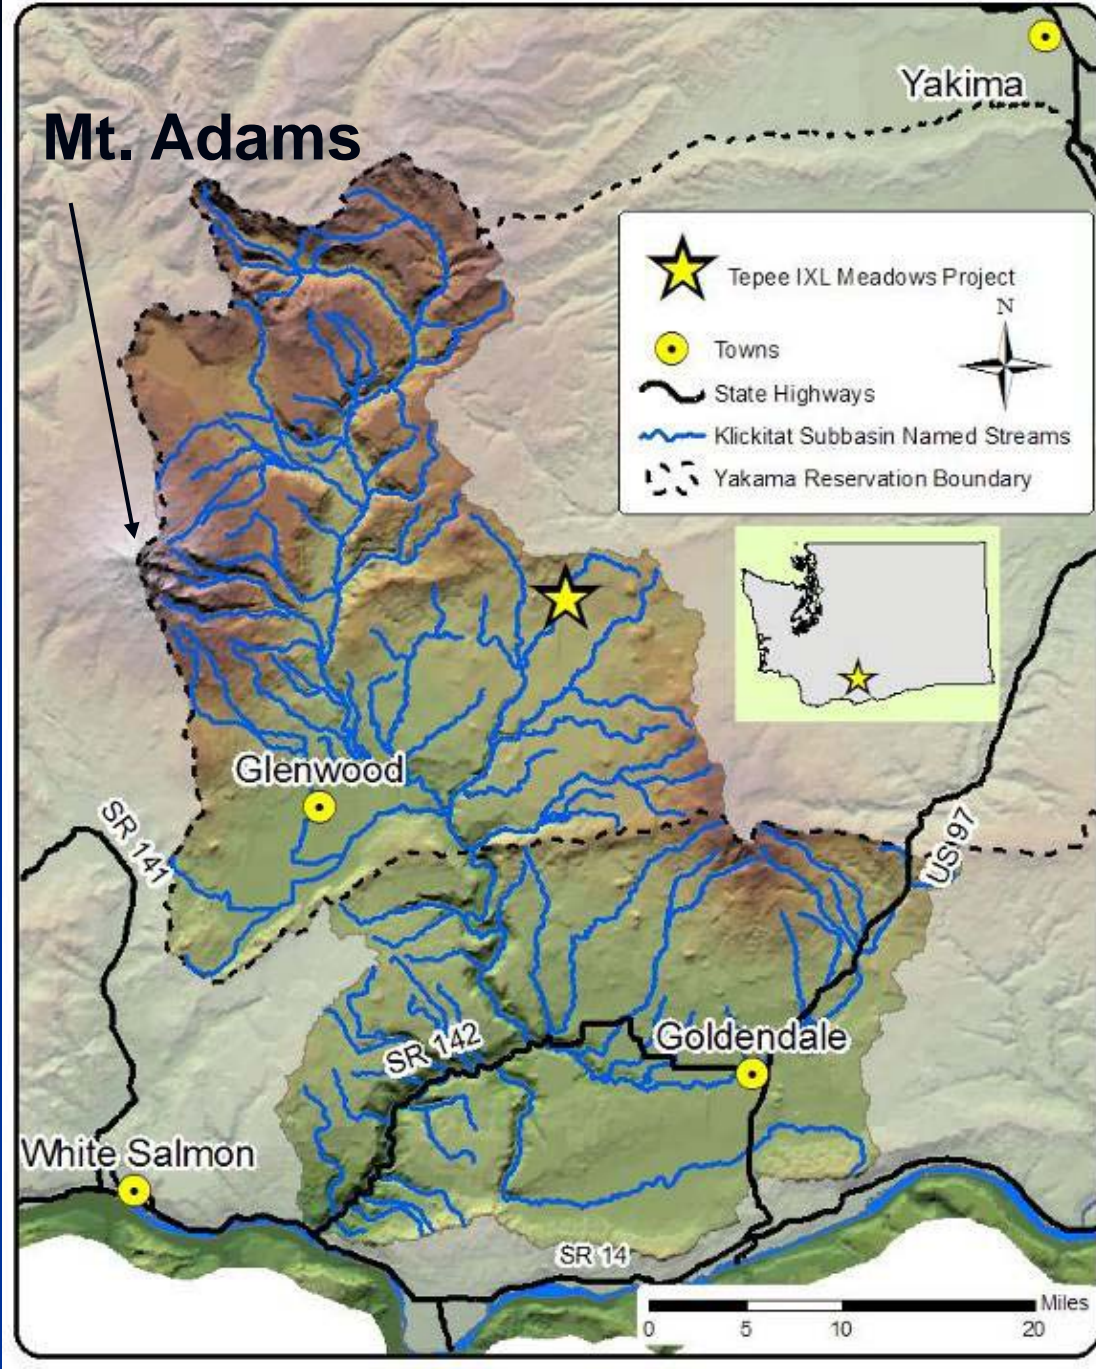 Yakima
Mt. Adams
Tepee IXL Meadows Project
N
Towns
State Highways
Klickitat Subbasin Named Streams
Yakama Reservation Boundary
Glenwood
SR 141
US 97
SR 142
Goldendale
White Salmon
SR 14
Miles
0 5 10 20